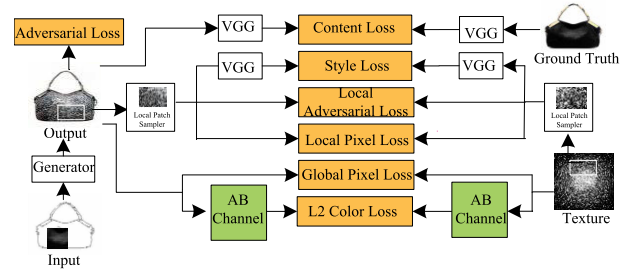 Adversarial Loss
VGG
Content Loss
VGG
Ground Truth
VGG
Style Loss
VGG
Local Patch
Sampler
Local
Adversarial Loss
Local Patch
Sampler
Output
Local Pixel Loss
Generator
Global Pixel Loss
AB
Channel
L2 Color Loss
AB
Channel
Texture
Input